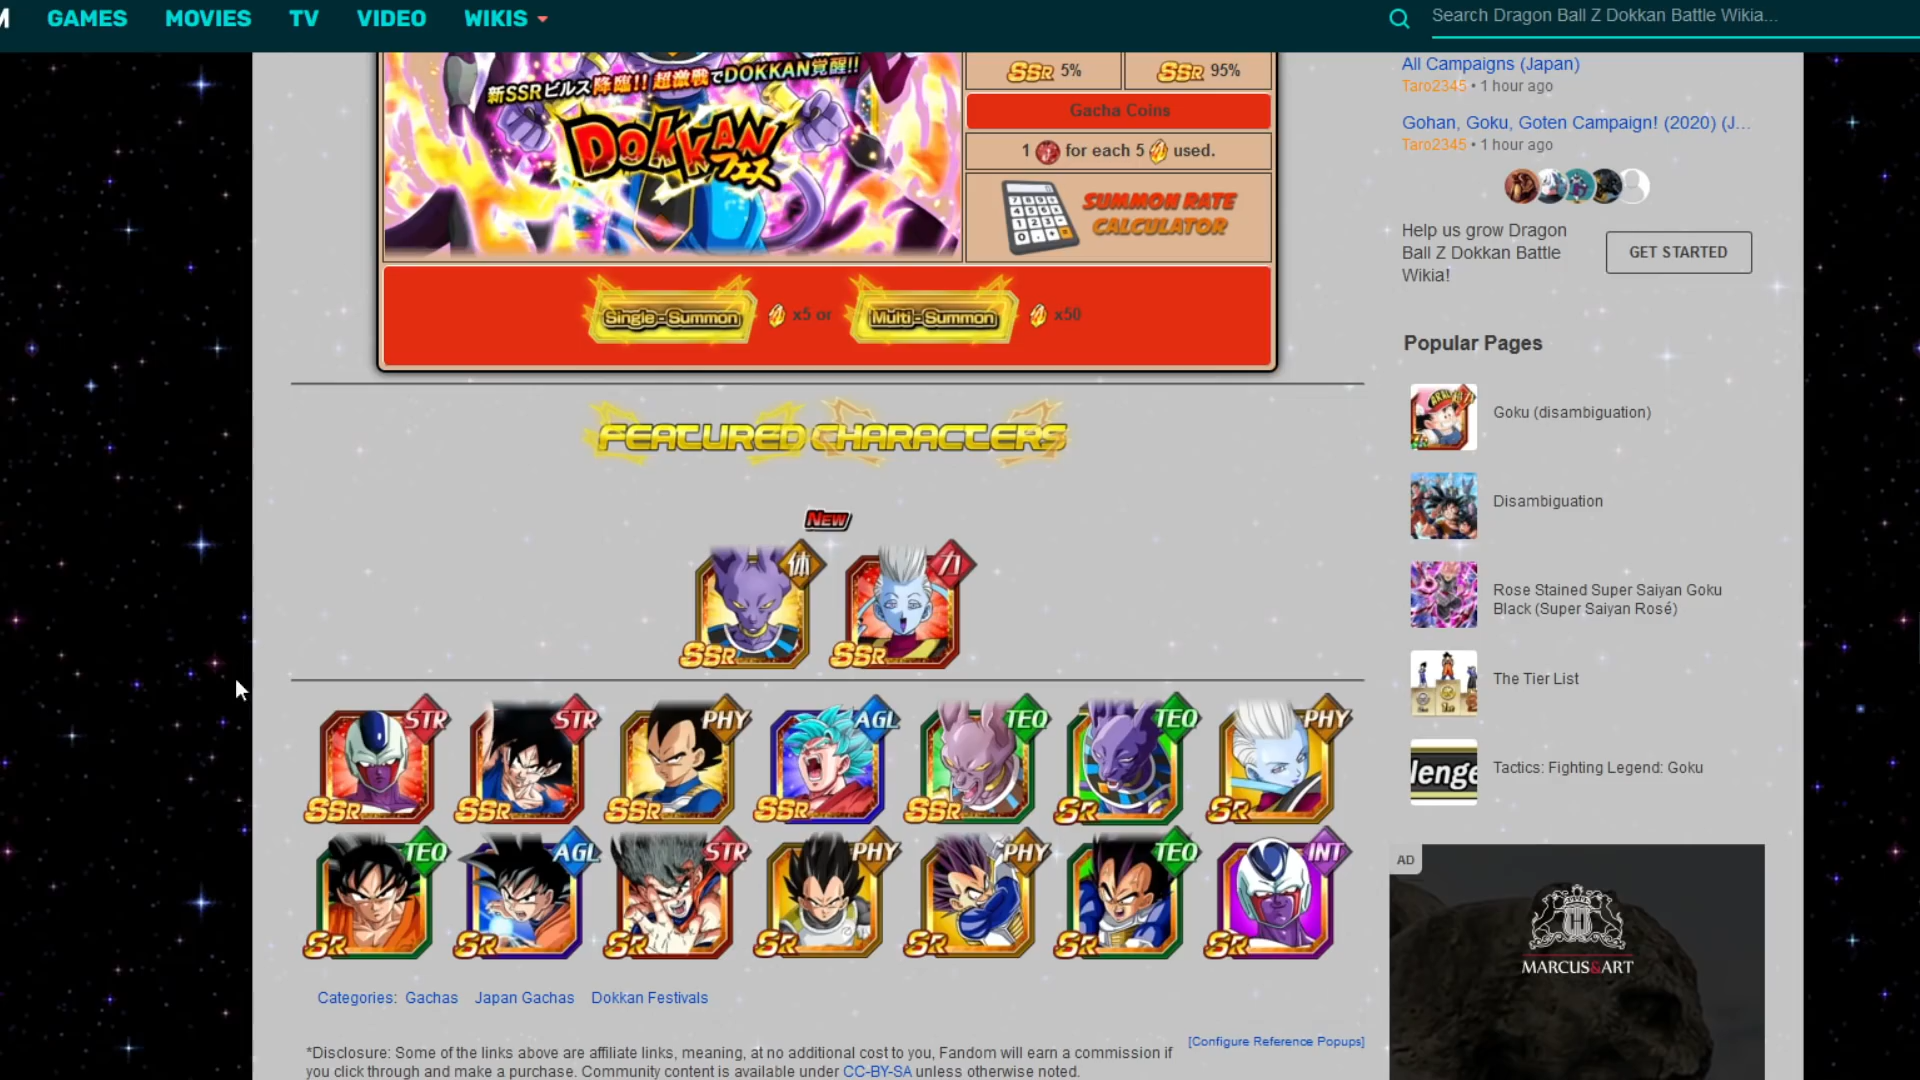 M GAMES MOVIES TV VIDEO WIKIS
Search Dragon Ball Z Dokkan Battle Wikia...
新SSRビルス降臨!! 超激戦でDOKKAN覚醒!!
DOKKAN
フェス
SSR 5% SSR 95%
Gacha Coins
1 for each 5 used.
SUMMON RATE
CALCULATOR
Single-Summon x5 or Multi-Summon x50
FEATURED CHARACTERS
NEW
体 力
SSR SSR
STR STR PHY AGL TEQ TEQ PHY
SSR SSR SSR SSR SSR SR SR
TEQ AGL STR PHY PHY TEQ INT
SR SR SR SR SR SR SR
Categories: Gachas Japan Gachas Dokkan Festivals
[Configure Reference Popups]
*Disclosure: Some of the links above are affiliate links, meaning, at no additional cost to you, Fandom will earn a commission if
you click through and make a purchase. Community content is available under CC-BY-SA unless otherwise noted.
All Campaigns (Japan)
Taro2345 • 1 hour ago
Gohan, Goku, Goten Campaign! (2020) (J...
Taro2345 • 1 hour ago
Help us grow Dragon
Ball Z Dokkan Battle
Wikia!
GET STARTED
Popular Pages
Goku (disambiguation)
Disambiguation
Rose Stained Super Saiyan Goku
Black (Super Saiyan Rosé)
The Tier List
lenge
Tactics: Fighting Legend: Goku
AD
MARCUS&ART